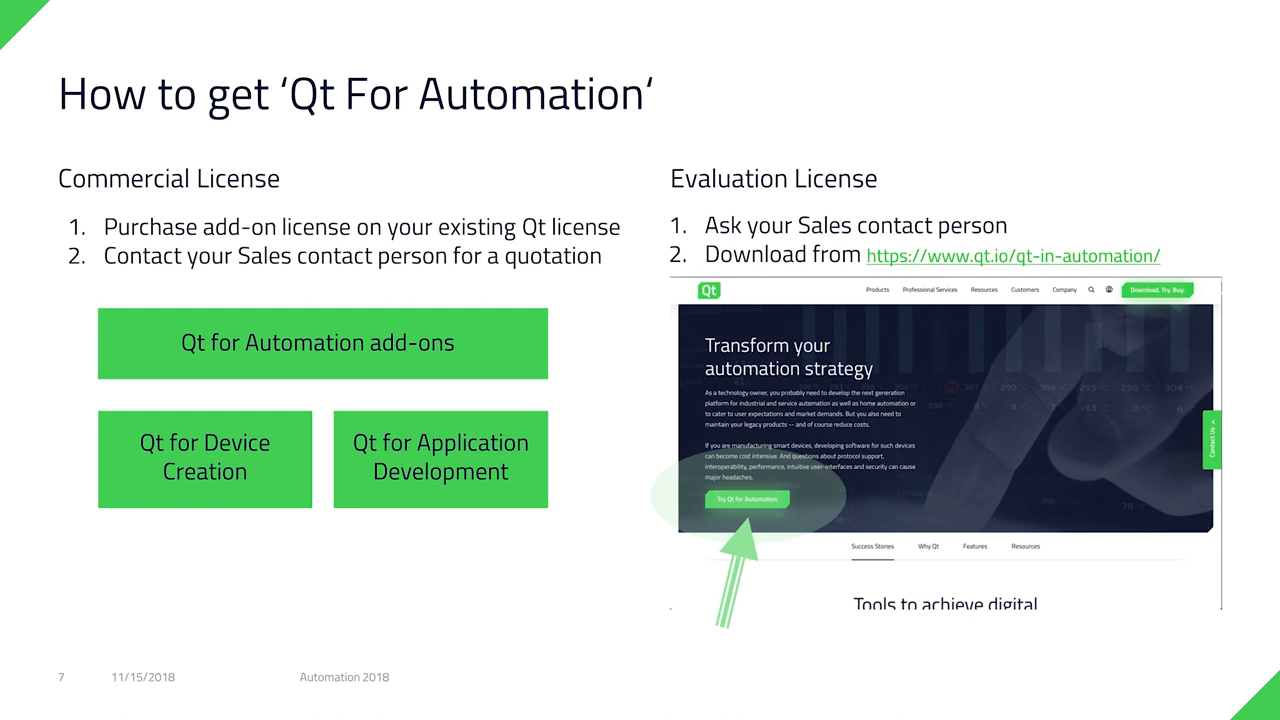 How to get ‘Qt For Automation‘
Commercial License
1. Purchase add-on license on your existing Qt license
2. Contact your Sales contact person for a quotation
Qt for Automation add-ons
Qt for Device
Creation
Qt for Application
Development
Evaluation License
1. Ask your Sales contact person
2. Download from https://www.qt.io/qt-in-automation/
Qt
Products Professional Services Resources Customers Company Download. Try. Buy.
Transform your
automation strategy
As a technology owner, you probably need to develop the next generation
platform for industrial and service automation as well as home automation or
to cater to user expectations and market demands. But you also need to
maintain your legacy products -- and of course reduce costs.
If you are manufacturing smart devices, developing software for such devices
can become cost intensive. And questions about protocol support,
interoperability, performance, intuitive user-interfaces and security can cause
major headaches.
Try Qt for Automation
Contact Us
Success Stories Why Qt Features Resources
Tools to achieve digital
7 11/15/2018 Automation 2018